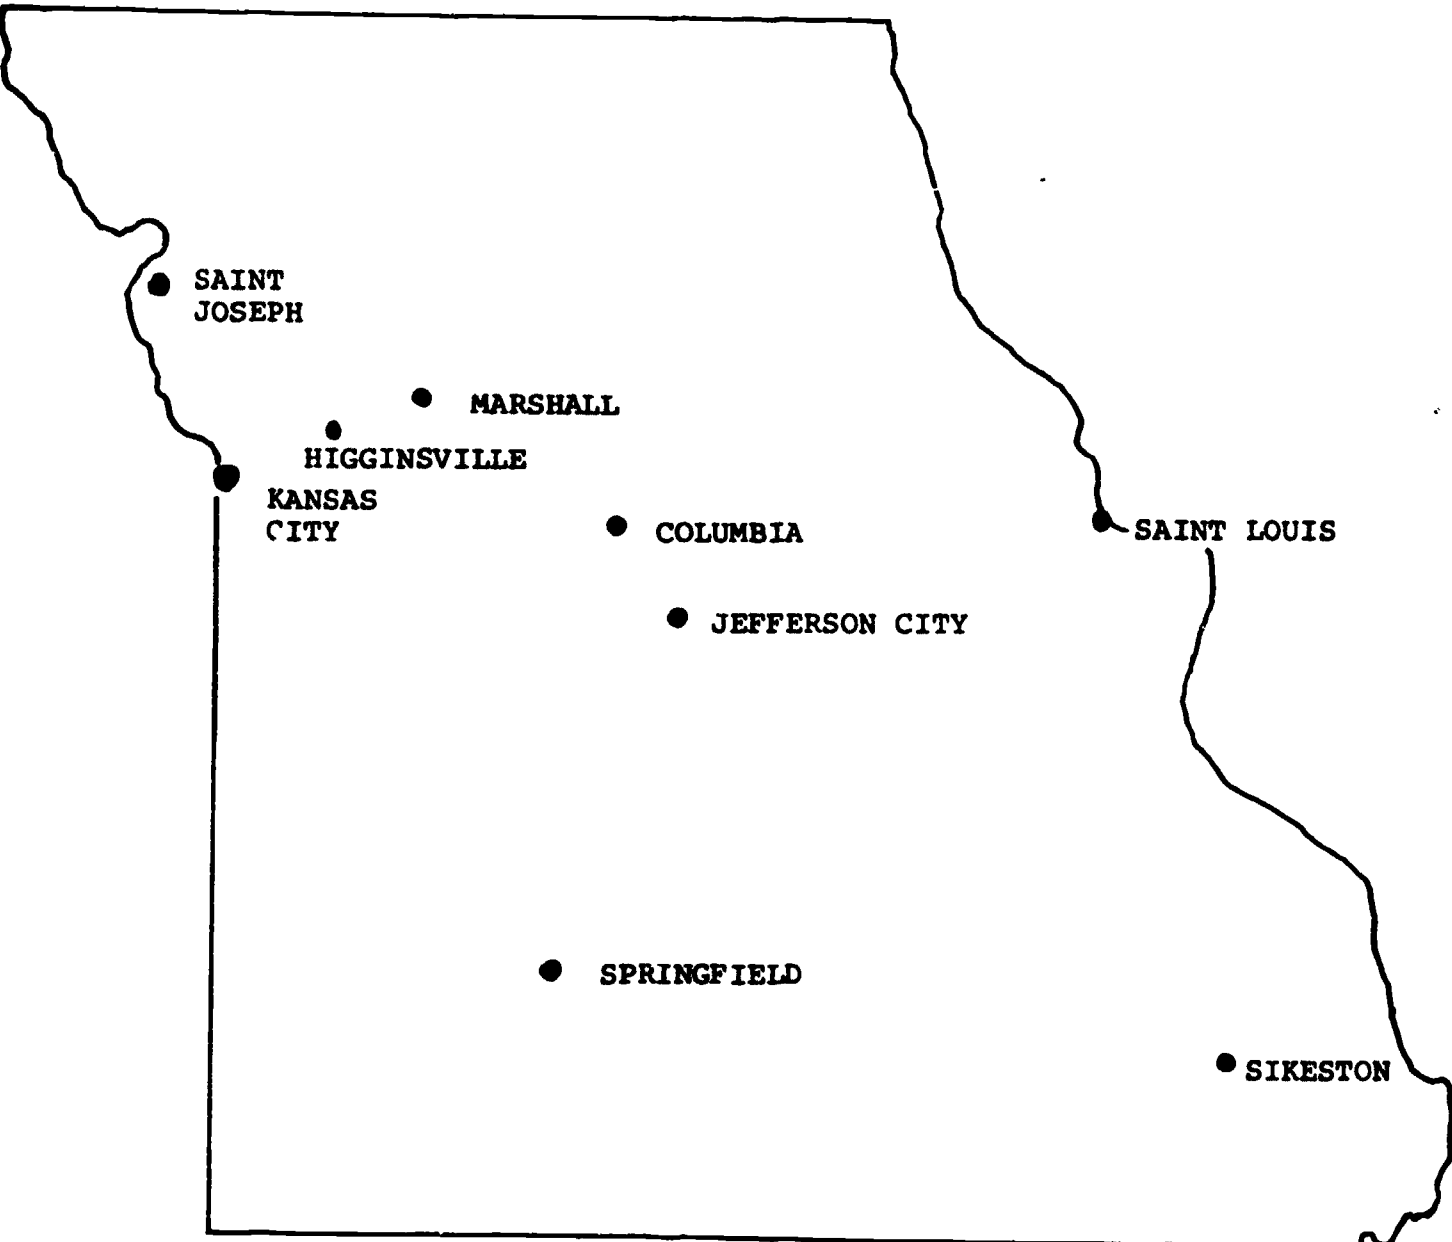 SAINT
JOSEPH
MARSHALL
HIGGINSVILLE
KANSAS
CITY
COLUMBIA
SAINT LOUIS
JEFFERSON CITY
SPRINGFIELD
SIKESTON